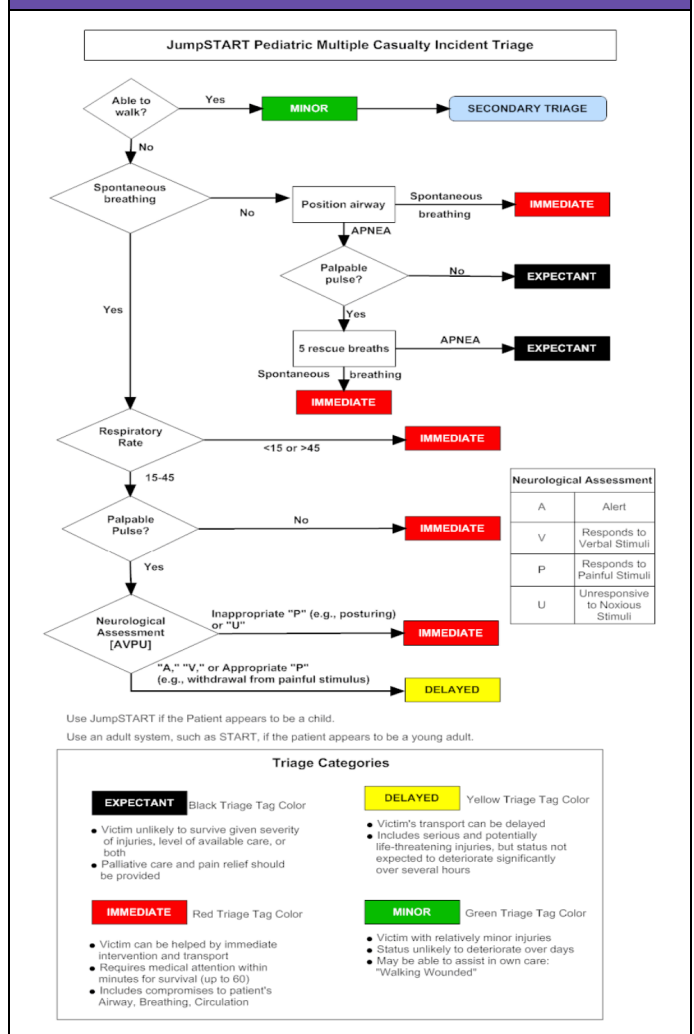 JumpSTART Pediatric Multiple Casualty Incident Triage
Able to
walk?
Yes
MINOR
SECONDARY TRIAGE
No
Spontaneous
breathing
No
Position airway
Spontaneous
breathing
IMMEDIATE
APNEA
Palpable
pulse?
No
EXPECTANT
Yes
Yes
5 rescue breaths
APNEA
EXPECTANT
Spontaneous breathing
IMMEDIATE
Respiratory
Rate
<15 or >45
IMMEDIATE
15-45
Palpable
Pulse?
No
IMMEDIATE
Yes
Neurological
Assessment
[AVPU]
Inappropriate "P" (e.g., posturing)
or "U"
IMMEDIATE
"A," "V," or Appropriate "P"
(e.g., withdrawal from painful stimulus)
DELAYED
Neurological Assessment
A Alert
V Responds to
Verbal Stimuli
P Responds to
Painful Stimuli
U Unresponsive
to Noxious
Stimuli
Use JumpSTART if the Patient appears to be a child.
Use an adult system, such as START, if the patient appears to be a young adult.
Triage Categories
EXPECTANT Black Triage Tag Color
• Victim unlikely to survive given severity
of injuries, level of available care, or
both
• Palliative care and pain relief should
be provided
DELAYED Yellow Triage Tag Color
• Victim's transport can be delayed
• Includes serious and potentially
life-threatening injuries, but status not
expected to deteriorate significantly
over several hours
IMMEDIATE Red Triage Tag Color
• Victim can be helped by immediate
intervention and transport
• Requires medical attention within
minutes for survival (up to 60)
• Includes compromises to patient's
Airway, Breathing, Circulation
MINOR Green Triage Tag Color
• Victim with relatively minor injuries
• Status unlikely to deteriorate over days
• May be able to assist in own care:
"Walking Wounded"